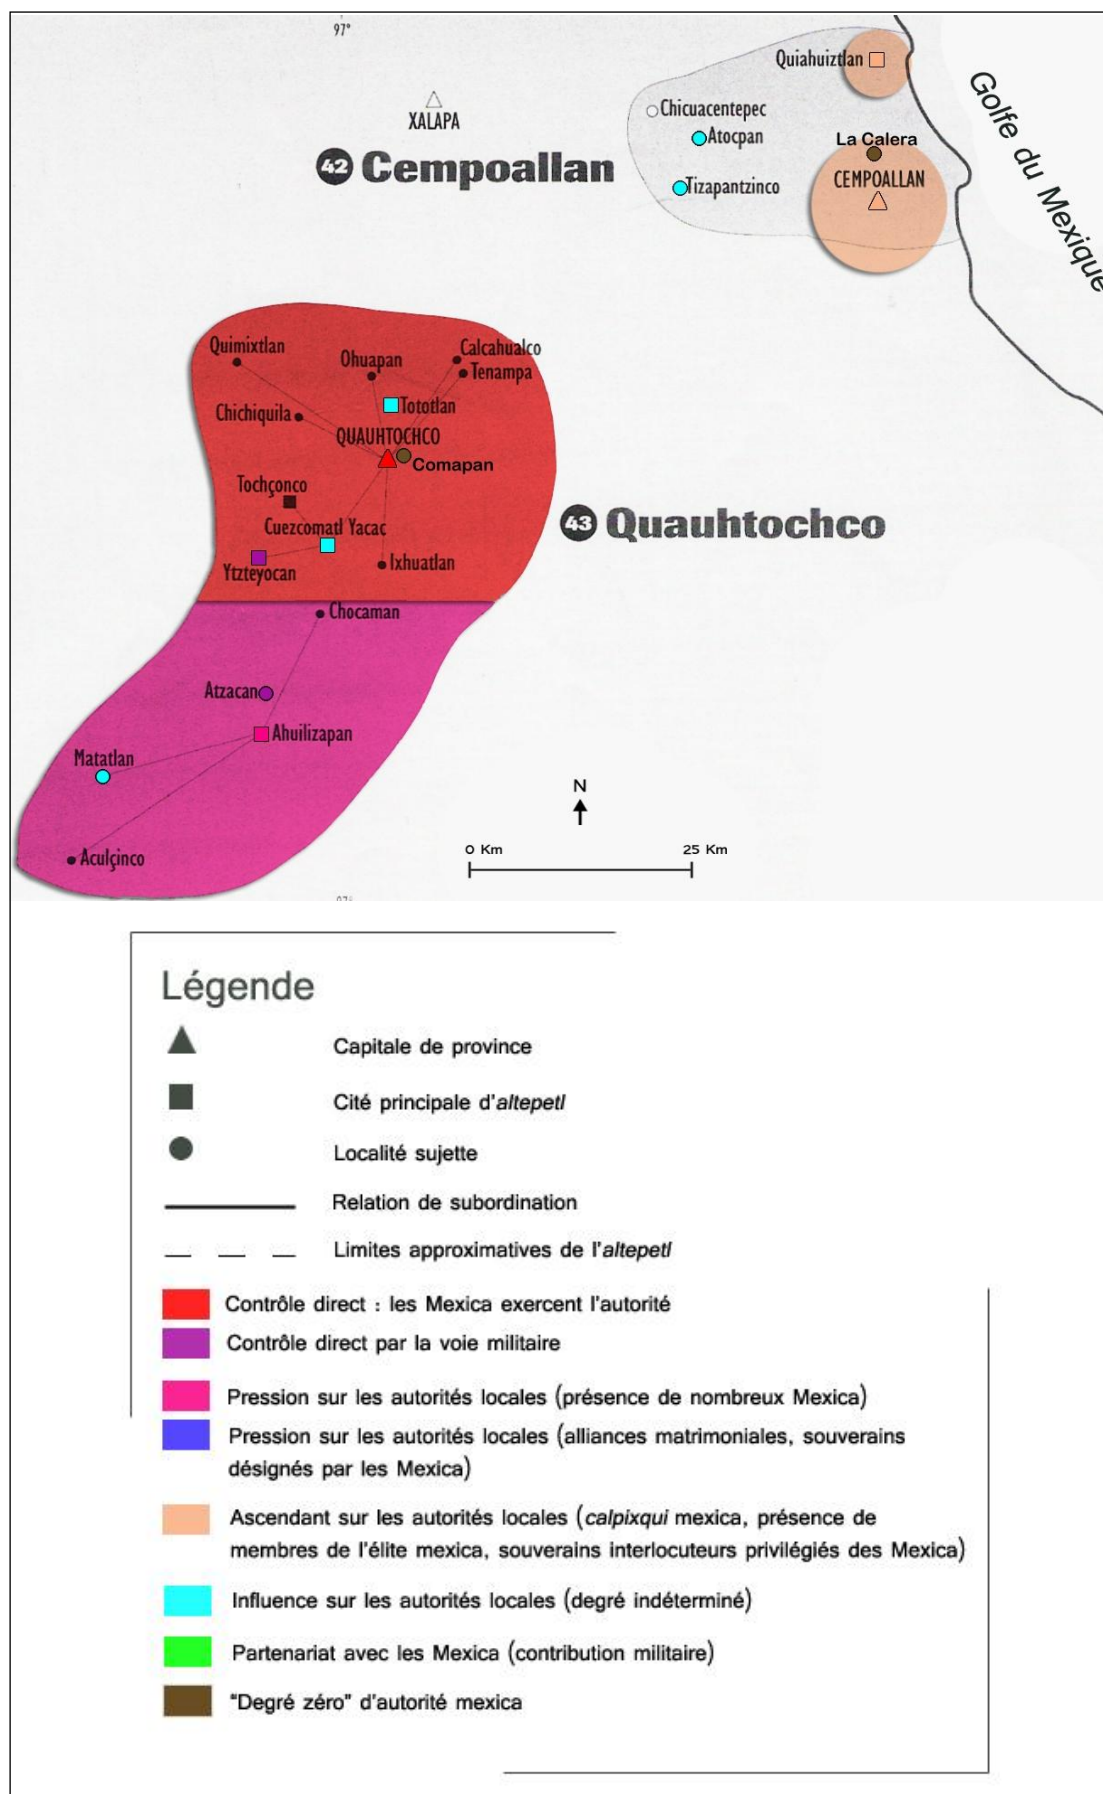 97°
Quiahuiztlan
Golfe du Mexique
XALAPA
Chicuacentepec
Atocpan
La Calera
42 Cempoallan
Tizapantzinco
CEMPOALLAN
Quimixtlan
Ohuapan
Calcahualco
Tenampa
Chichiquila
Tototlan
QUAUHTOCHCO
Comapan
Tochçonco
Cuezcomatl Yacac
43 Quauhtochco
Ytzteyocan
Ixhuatlan
Chocaman
Atzacan
Ahuilizapan
Matatlan
N
0 Km 25 Km
Aculçinco
97°
Légende
Capitale de province
Cité principale d'altepetl
Localité sujette
Relation de subordination
Limites approximatives de l'altepetl
Contrôle direct : les Mexica exercent l'autorité
Contrôle direct par la voie militaire
Pression sur les autorités locales (présence de nombreux Mexica)
Pression sur les autorités locales (alliances matrimoniales, souverains
désignés par les Mexica)
Ascendant sur les autorités locales (calpixqui mexica, présence de
membres de l'élite mexica, souverains interlocuteurs privilégiés des Mexica)
Influence sur les autorités locales (degré indéterminé)
Partenariat avec les Mexica (contribution militaire)
"Degré zéro" d'autorité mexica